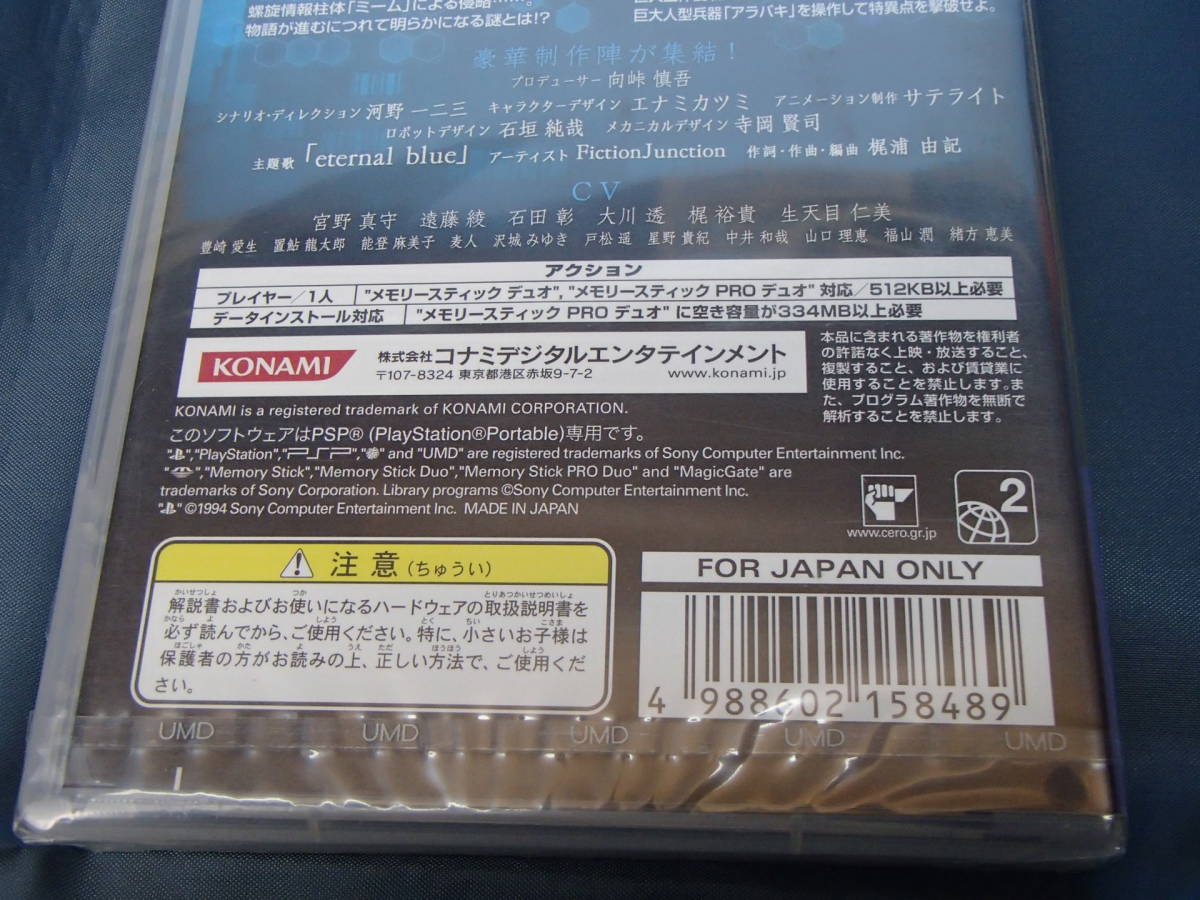 螺旋情報柱体「ミーム」による侵略……。
物語が進むにつれて明らかになる謎とは!?
巨大人型兵器「アラバキ」を操作して特異点を撃破せよ。
豪華制作陣が集結！
プロデューサー 向峠 慎吾
シナリオ・ディレクション 河野 一二三 キャラクターデザイン エナミカツミ アニメーション制作 サテライト
ロボットデザイン 石垣 純哉 メカニカルデザイン 寺岡 賢司
主題歌 「eternal blue」 アーティスト FictionJunction 作詞・作曲・編曲 梶浦 由記
CV
宮野 真守 遠藤 綾 石田 彰 大川 透 梶 裕貴 生天目 仁美
豊崎 愛生 置鮎 龍太郎 能登 麻美子 麦人 沢城 みゆき 戸松 遥 星野 貴紀 中井 和哉 山口 理恵 福山 潤 緒方 恵美
アクション
プレイヤー/1人 "メモリースティック デュオ", "メモリースティック PRO デュオ" 対応/512KB以上必要
データインストール対応 "メモリースティック PRO デュオ" に空き容量が334MB以上必要
KONAMI 株式会社 コナミデジタルエンタテインメント
〒107-8324 東京都港区赤坂9-7-2 www.konami.jp
本品に含まれる著作物を権利者
の許諾なく上映・放送すること、
複製すること、および賃貸業に
使用することを禁止します。ま
た、プログラム著作物を無断で
解析することを禁止します。
KONAMI is a registered trademark of KONAMI CORPORATION.
このソフトウェアはPSP® (PlayStation®Portable)専用です。
" ","PlayStation","PSP"," " and "UMD" are registered trademarks of Sony Computer Entertainment Inc.
" ","Memory Stick","Memory Stick Duo","Memory Stick PRO Duo" and "MagicGate" are
trademarks of Sony Corporation. Library programs ©Sony Computer Entertainment Inc.
" " ©1994 Sony Computer Entertainment Inc. MADE IN JAPAN
www.cero.gr.jp
2
注意(ちゅうい)
解説書およびお使いになるハードウェアの取扱説明書を
必ず読んでから、ご使用ください。特に、小さいお子様は
保護者の方がお読みの上、正しい方法で、ご使用くだ
さい。
FOR JAPAN ONLY
4 988602 158489
UMD UMD UMD UMD UMD